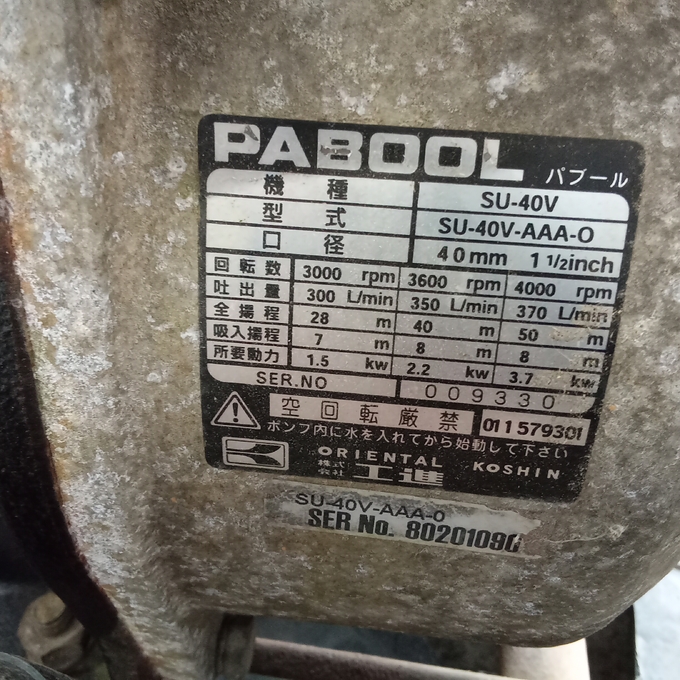 PABOOL パブール
機種 SU-40V
型式 SU-40V-AAA-O
口径 40mm 1 1/2inch
回転数 3000 rpm 3600 rpm 4000 rpm
吐出量 300 L/min 350 L/min 370 L/min
全揚程 28 m 40 m 50 m
吸入揚程 7 m 8 m 8 m
所要動力 1.5 kw 2.2 kw 3.7 kw
SER.NO 009330
空回転厳禁 011579301
ポンプ内に水を入れてから始動して下さい
ORIENTAL KOSHIN
株式会社 工進
SU-40V-AAA-0
SER No. 80201090